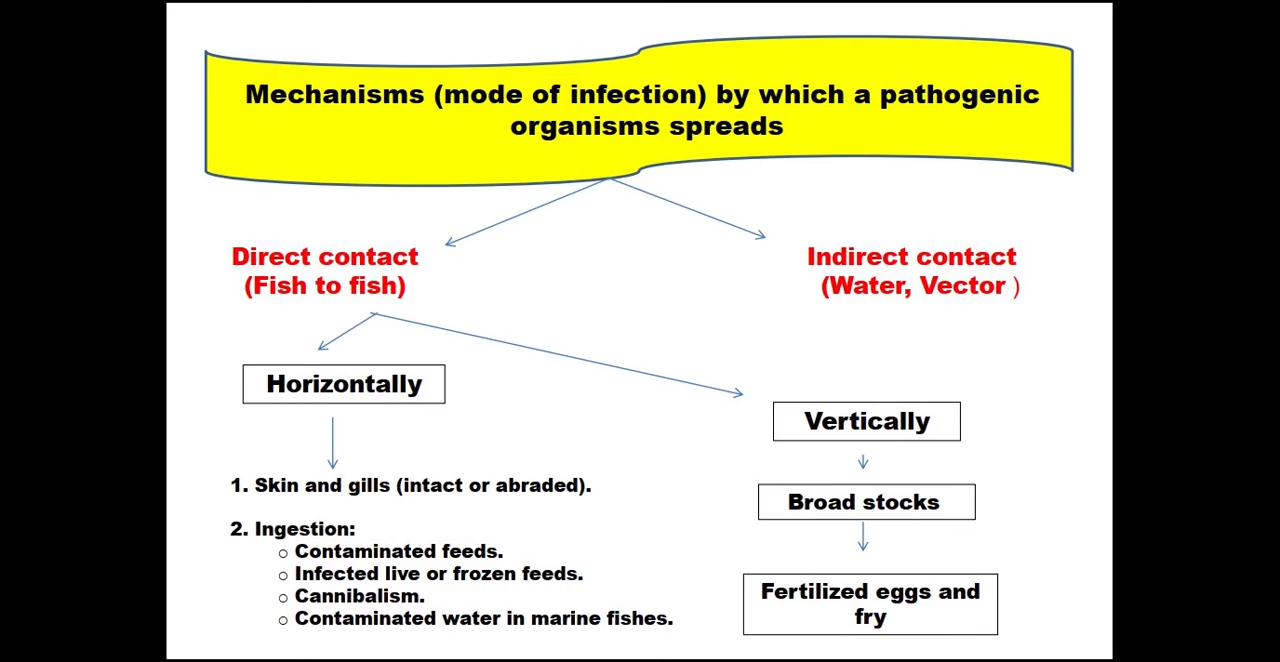 Mechanisms (mode of infection) by which a pathogenic
organisms spreads
Direct contact
(Fish to fish)
Indirect contact
(Water, Vector )
Horizontally
Vertically
1. Skin and gills (intact or abraded).
2. Ingestion:
○ Contaminated feeds.
○ Infected live or frozen feeds.
○ Cannibalism.
○ Contaminated water in marine fishes.
Broad stocks
Fertilized eggs and
fry